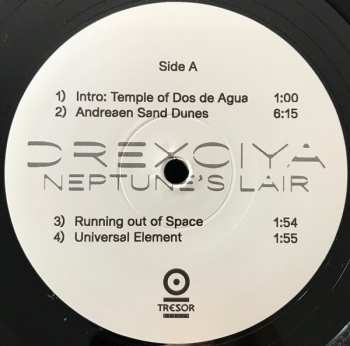 Side A
1) Intro: Temple of Dos de Agua 1:00
2) Andreaen Sand Dunes 6:15
DREXCIYA
NEPTUNE'S LAIR
3) Running out of Space 1:54
4) Universal Element 1:55
TRESOR